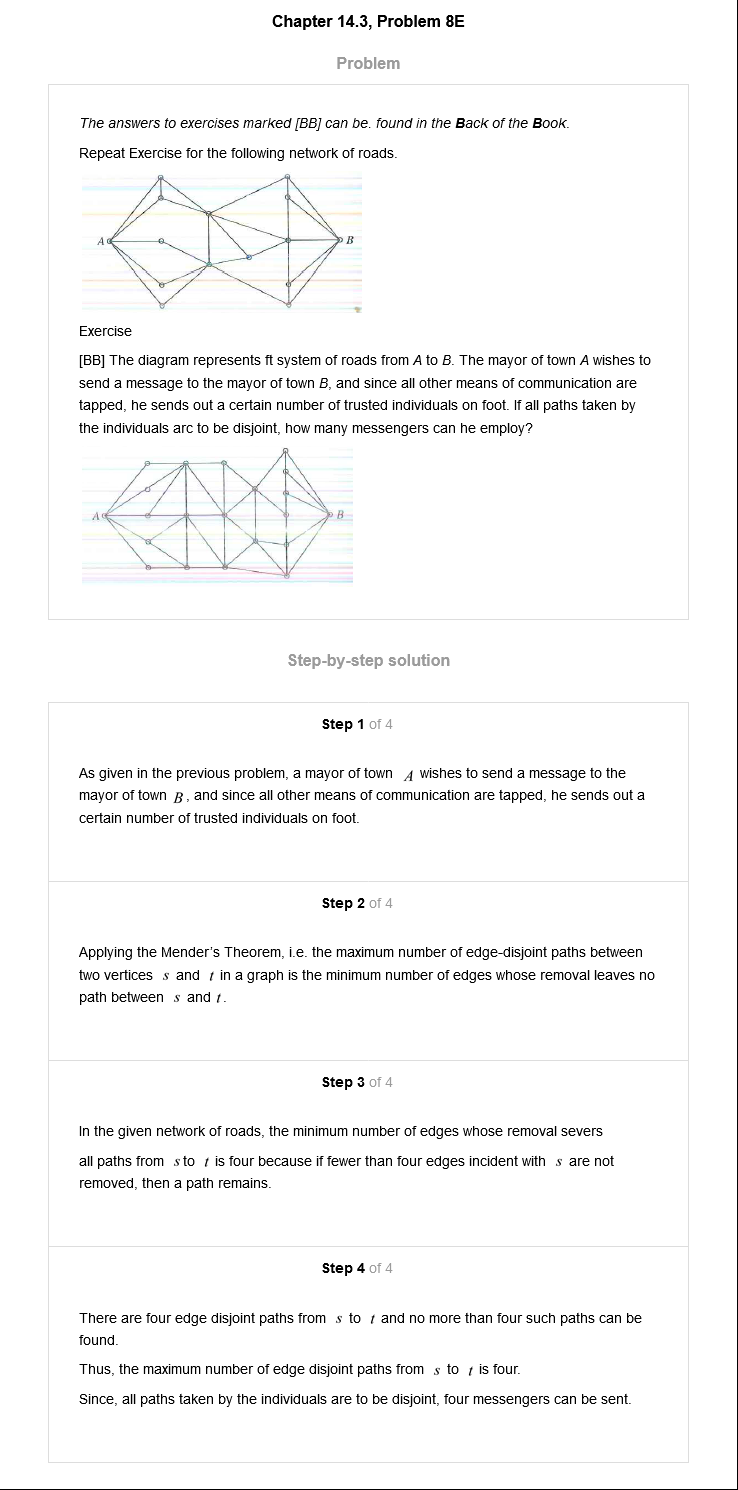 Chapter 14.3, Problem 8E
Problem
The answers to exercises marked [BB] can be. found in the Back of the Book.
Repeat Exercise for the following network of roads.
A
B
Exercise
[BB] The diagram represents ft system of roads from A to B. The mayor of town A wishes to
send a message to the mayor of town B, and since all other means of communication are
tapped, he sends out a certain number of trusted individuals on foot. If all paths taken by
the individuals arc to be disjoint, how many messengers can he employ?
A
B
Step-by-step solution
Step 1 of 4
As given in the previous problem, a mayor of town A wishes to send a message to the
mayor of town B, and since all other means of communication are tapped, he sends out a
certain number of trusted individuals on foot.
Step 2 of 4
Applying the Mender's Theorem, i.e. the maximum number of edge-disjoint paths between
two vertices s and t in a graph is the minimum number of edges whose removal leaves no
path between s and t.
Step 3 of 4
In the given network of roads, the minimum number of edges whose removal severs
all paths from s to t is four because if fewer than four edges incident with s are not
removed, then a path remains.
Step 4 of 4
There are four edge disjoint paths from s to t and no more than four such paths can be
found.
Thus, the maximum number of edge disjoint paths from s to t is four.
Since, all paths taken by the individuals are to be disjoint, four messengers can be sent.